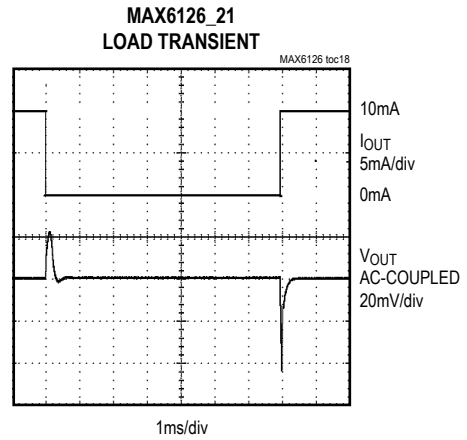 MAX6126_21
LOAD TRANSIENT
MAX6126 toc18
10mA
IOUT
5mA/div
0mA
VOUT
AC-COUPLED
20mV/div
1ms/div